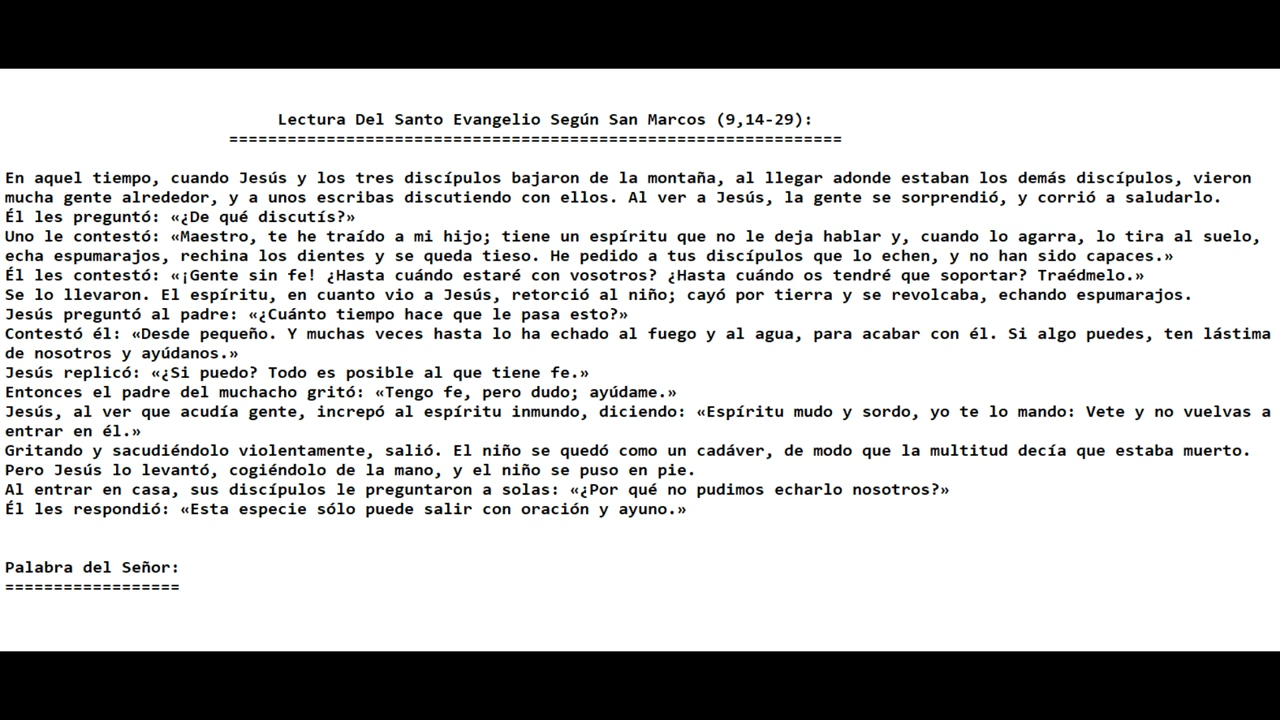 Lectura Del Santo Evangelio Según San Marcos (9,14-29):
===============================================================
En aquel tiempo, cuando Jesús y los tres discípulos bajaron de la montaña, al llegar adonde estaban los demás discípulos, vieron
mucha gente alrededor, y a unos escribas discutiendo con ellos. Al ver a Jesús, la gente se sorprendió, y corrió a saludarlo.
Él les preguntó: «¿De qué discutís?»
Uno le contestó: «Maestro, te he traído a mi hijo; tiene un espíritu que no le deja hablar y, cuando lo agarra, lo tira al suelo,
echa espumarajos, rechina los dientes y se queda tieso. He pedido a tus discípulos que lo echen, y no han sido capaces.»
Él les contestó: «¡Gente sin fe! ¿Hasta cuándo estaré con vosotros? ¿Hasta cuándo os tendré que soportar? Traédmelo.»
Se lo llevaron. El espíritu, en cuanto vio a Jesús, retorció al niño; cayó por tierra y se revolcaba, echando espumarajos.
Jesús preguntó al padre: «¿Cuánto tiempo hace que le pasa esto?»
Contestó él: «Desde pequeño. Y muchas veces hasta lo ha echado al fuego y al agua, para acabar con él. Si algo puedes, ten lástima
de nosotros y ayúdanos.»
Jesús replicó: «¿Si puedo? Todo es posible al que tiene fe.»
Entonces el padre del muchacho gritó: «Tengo fe, pero dudo; ayúdame.»
Jesús, al ver que acudía gente, increpó al espíritu inmundo, diciendo: «Espíritu mudo y sordo, yo te lo mando: Vete y no vuelvas a
entrar en él.»
Gritando y sacudiéndolo violentamente, salió. El niño se quedó como un cadáver, de modo que la multitud decía que estaba muerto.
Pero Jesús lo levantó, cogiéndolo de la mano, y el niño se puso en pie.
Al entrar en casa, sus discípulos le preguntaron a solas: «¿Por qué no pudimos echarlo nosotros?»
Él les respondió: «Esta especie sólo puede salir con oración y ayuno.»
Palabra del Señor:
==================